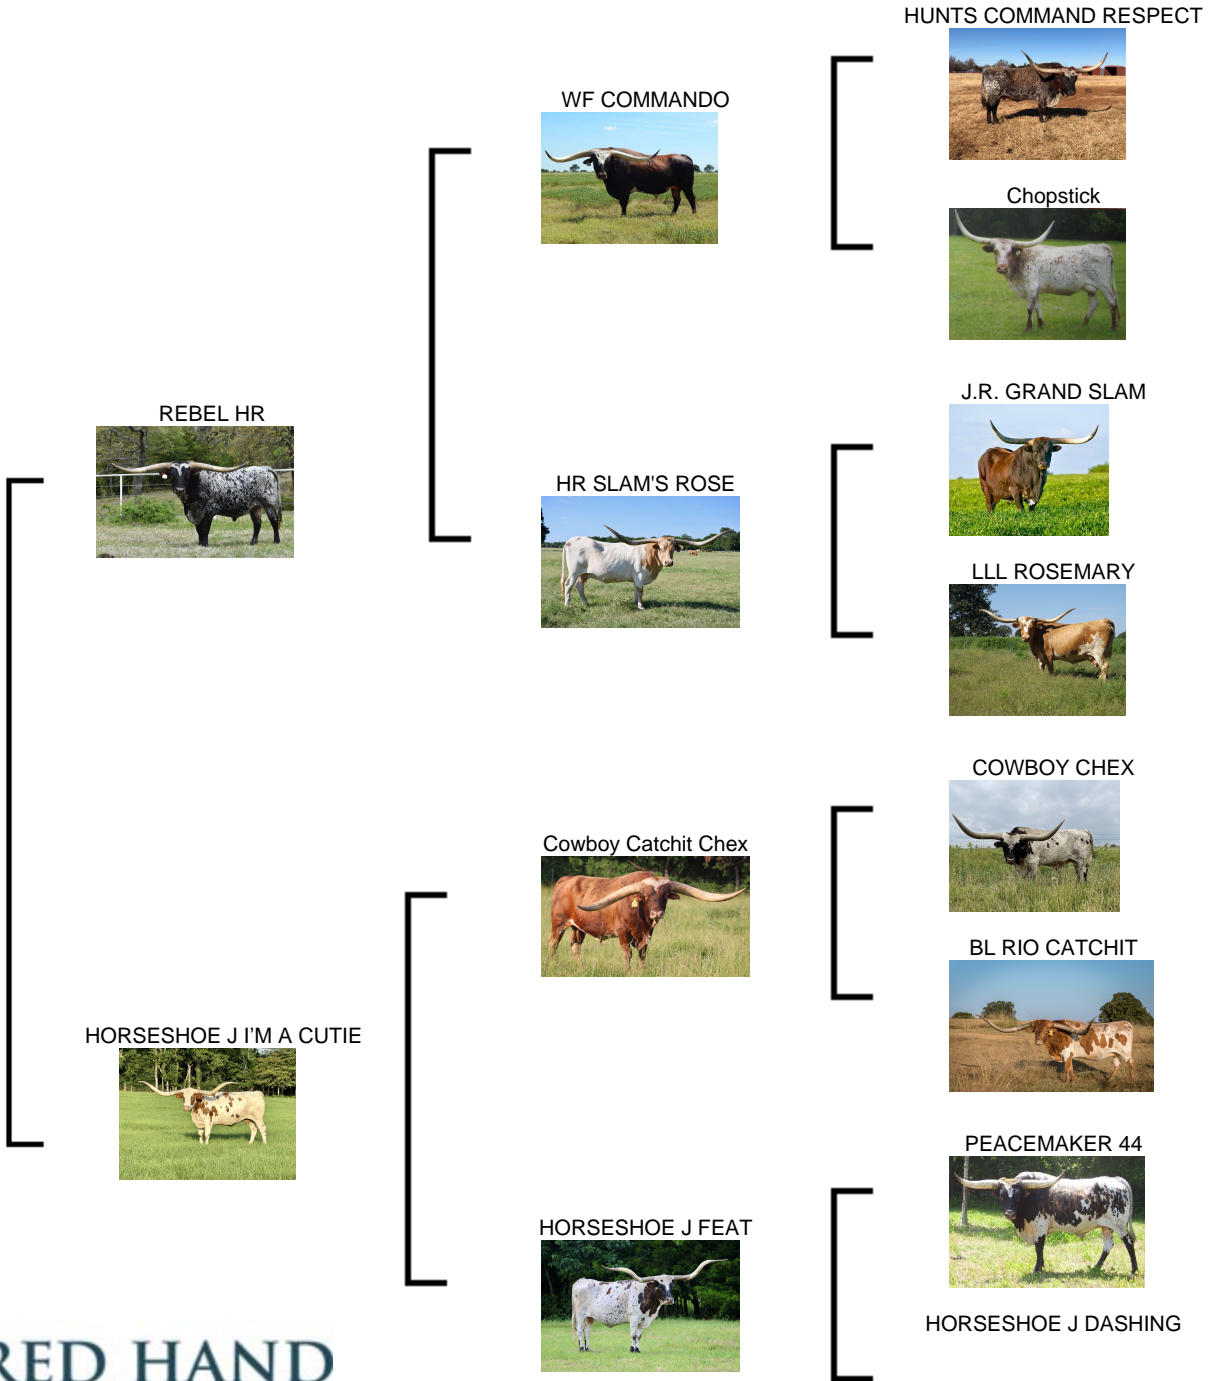 HUNTS COMMAND RESPECT
WF COMMANDO
Chopstick
J.R. GRAND SLAM
REBEL HR
HR SLAM'S ROSE
LLL ROSEMARY
COWBOY CHEX
Cowboy Catchit Chex
BL RIO CATCHIT
HORSESHOE J I’M A CUTIE
PEACEMAKER 44
HORSESHOE J FEAT
HORSESHOE J DASHING
RED HAND